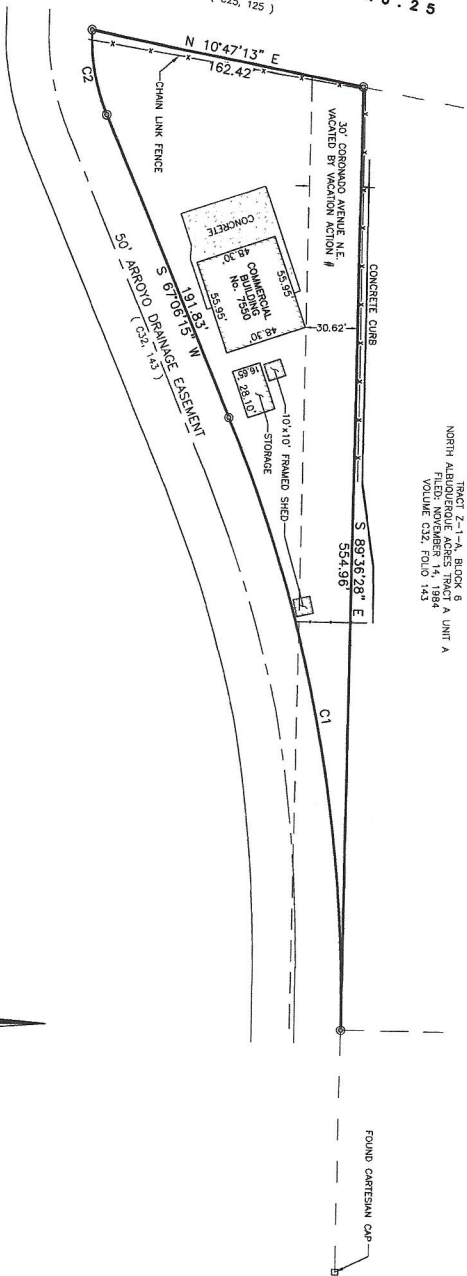 ( C25, 125 )
.25
TRACT Z-1-A, BLOCK 6
NORTH ALBUQUERQUE ACRES TRACT A UNIT A
FILED: NOVEMBER 14, 1984
VOLUME C32, FOLIO 143
N 10°47'13" E
162.42'
CHAIN LINK FENCE
C2
30' CORONADO AVENUE N.E.
VACATED BY VACATION ACTION #
CONCRETE CURB
30.62'
S 89°36'28" E
554.96'
CONCRETE
48.30'
55.95'
COMMERCIAL
BUILDING
No. 7550
48.30'
55.95'
16.65'
28.10'
10'x10' FRAMED SHED
STORAGE
S 67°06'15" W
191.83'
50' ARROYO DRAINAGE EASEMENT
( C32, 143 )
C1
FOUND CARTESIAN CAP